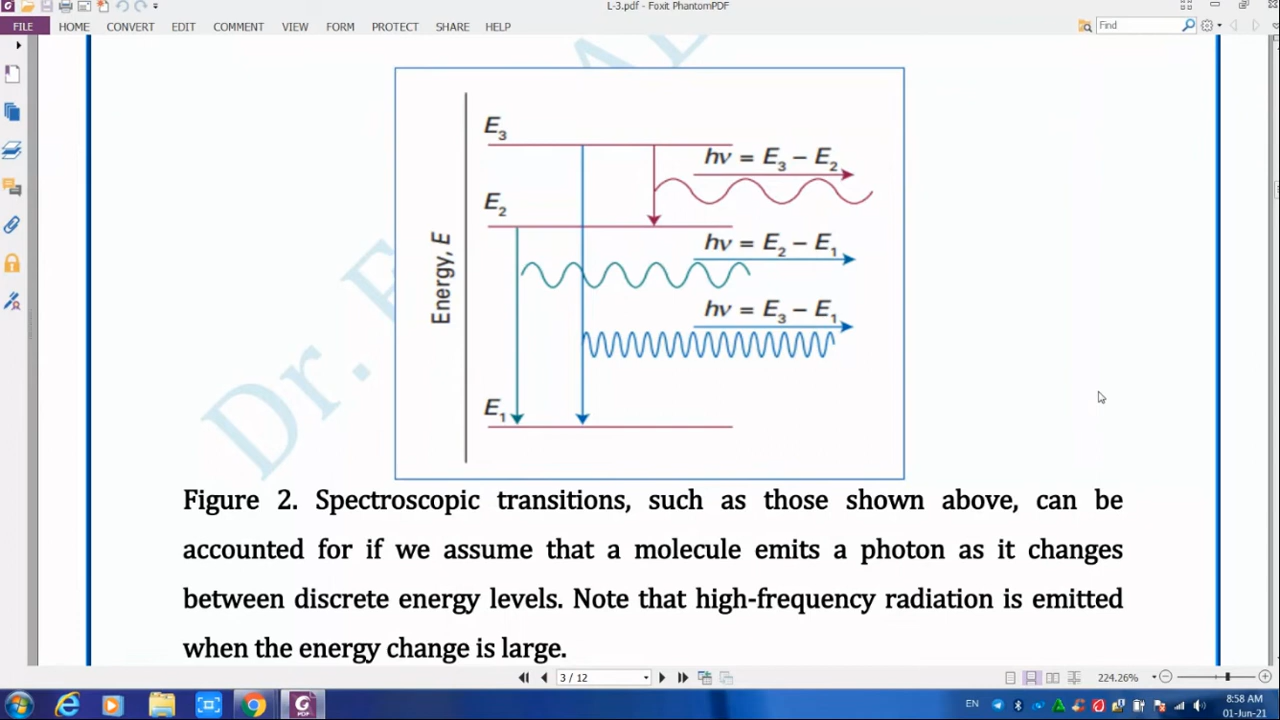 L-3.pdf - Foxit PhantomPDF
FILE HOME CONVERT EDIT COMMENT VIEW FORM PROTECT SHARE HELP
Find
E₃
hν = E₃ − E₂
E₂
hν = E₂ − E₁
Energy, E
hν = E₃ − E₁
E₁
Dr.
Figure 2. Spectroscopic transitions, such as those shown above, can be
accounted for if we assume that a molecule emits a photon as it changes
between discrete energy levels. Note that high-frequency radiation is emitted
when the energy change is large.
3 / 12
224.26%
EN
8:58 AM
01-Jun-21